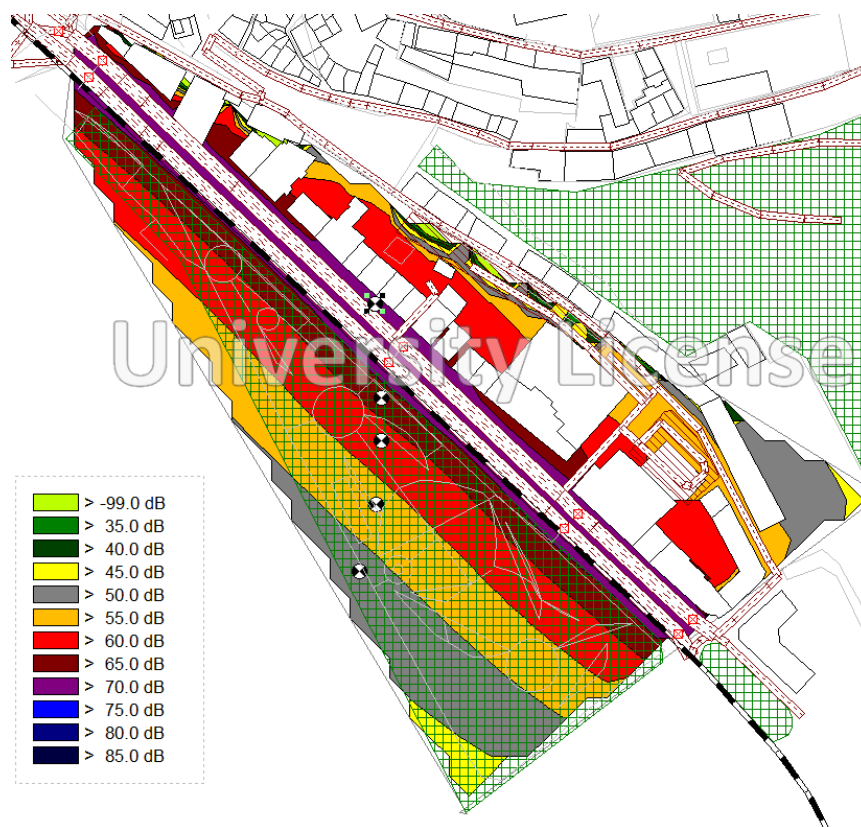 University License
> -99.0 dB
> 35.0 dB
> 40.0 dB
> 45.0 dB
> 50.0 dB
> 55.0 dB
> 60.0 dB
> 65.0 dB
> 70.0 dB
> 75.0 dB
> 80.0 dB
> 85.0 dB